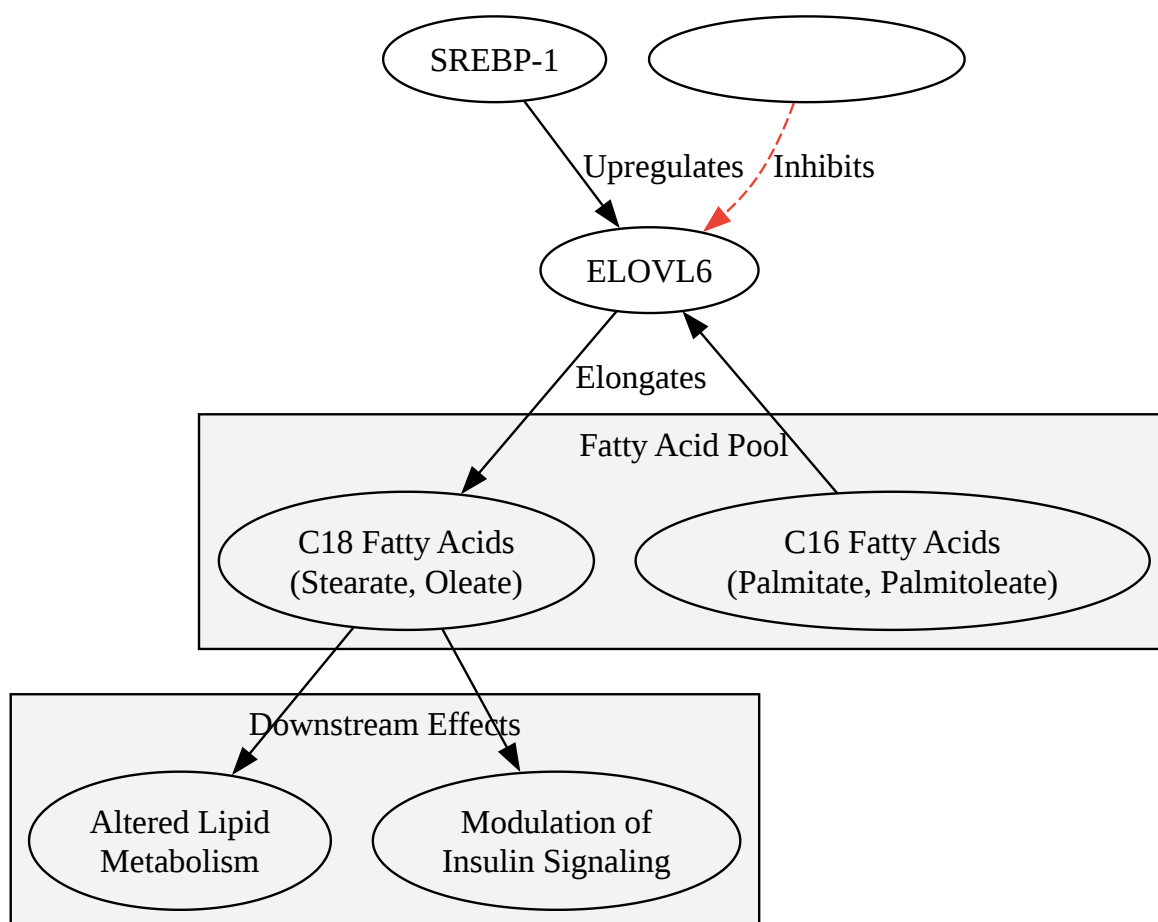 SREBP-1
Upregulates
Inhibits
ELOVL6
Elongates
Fatty Acid Pool
C18 Fatty Acids
(Stearate, Oleate)
C16 Fatty Acids
(Palmitate, Palmitoleate)
Downstream Effects
Altered Lipid
Metabolism
Modulation of
Insulin Signaling